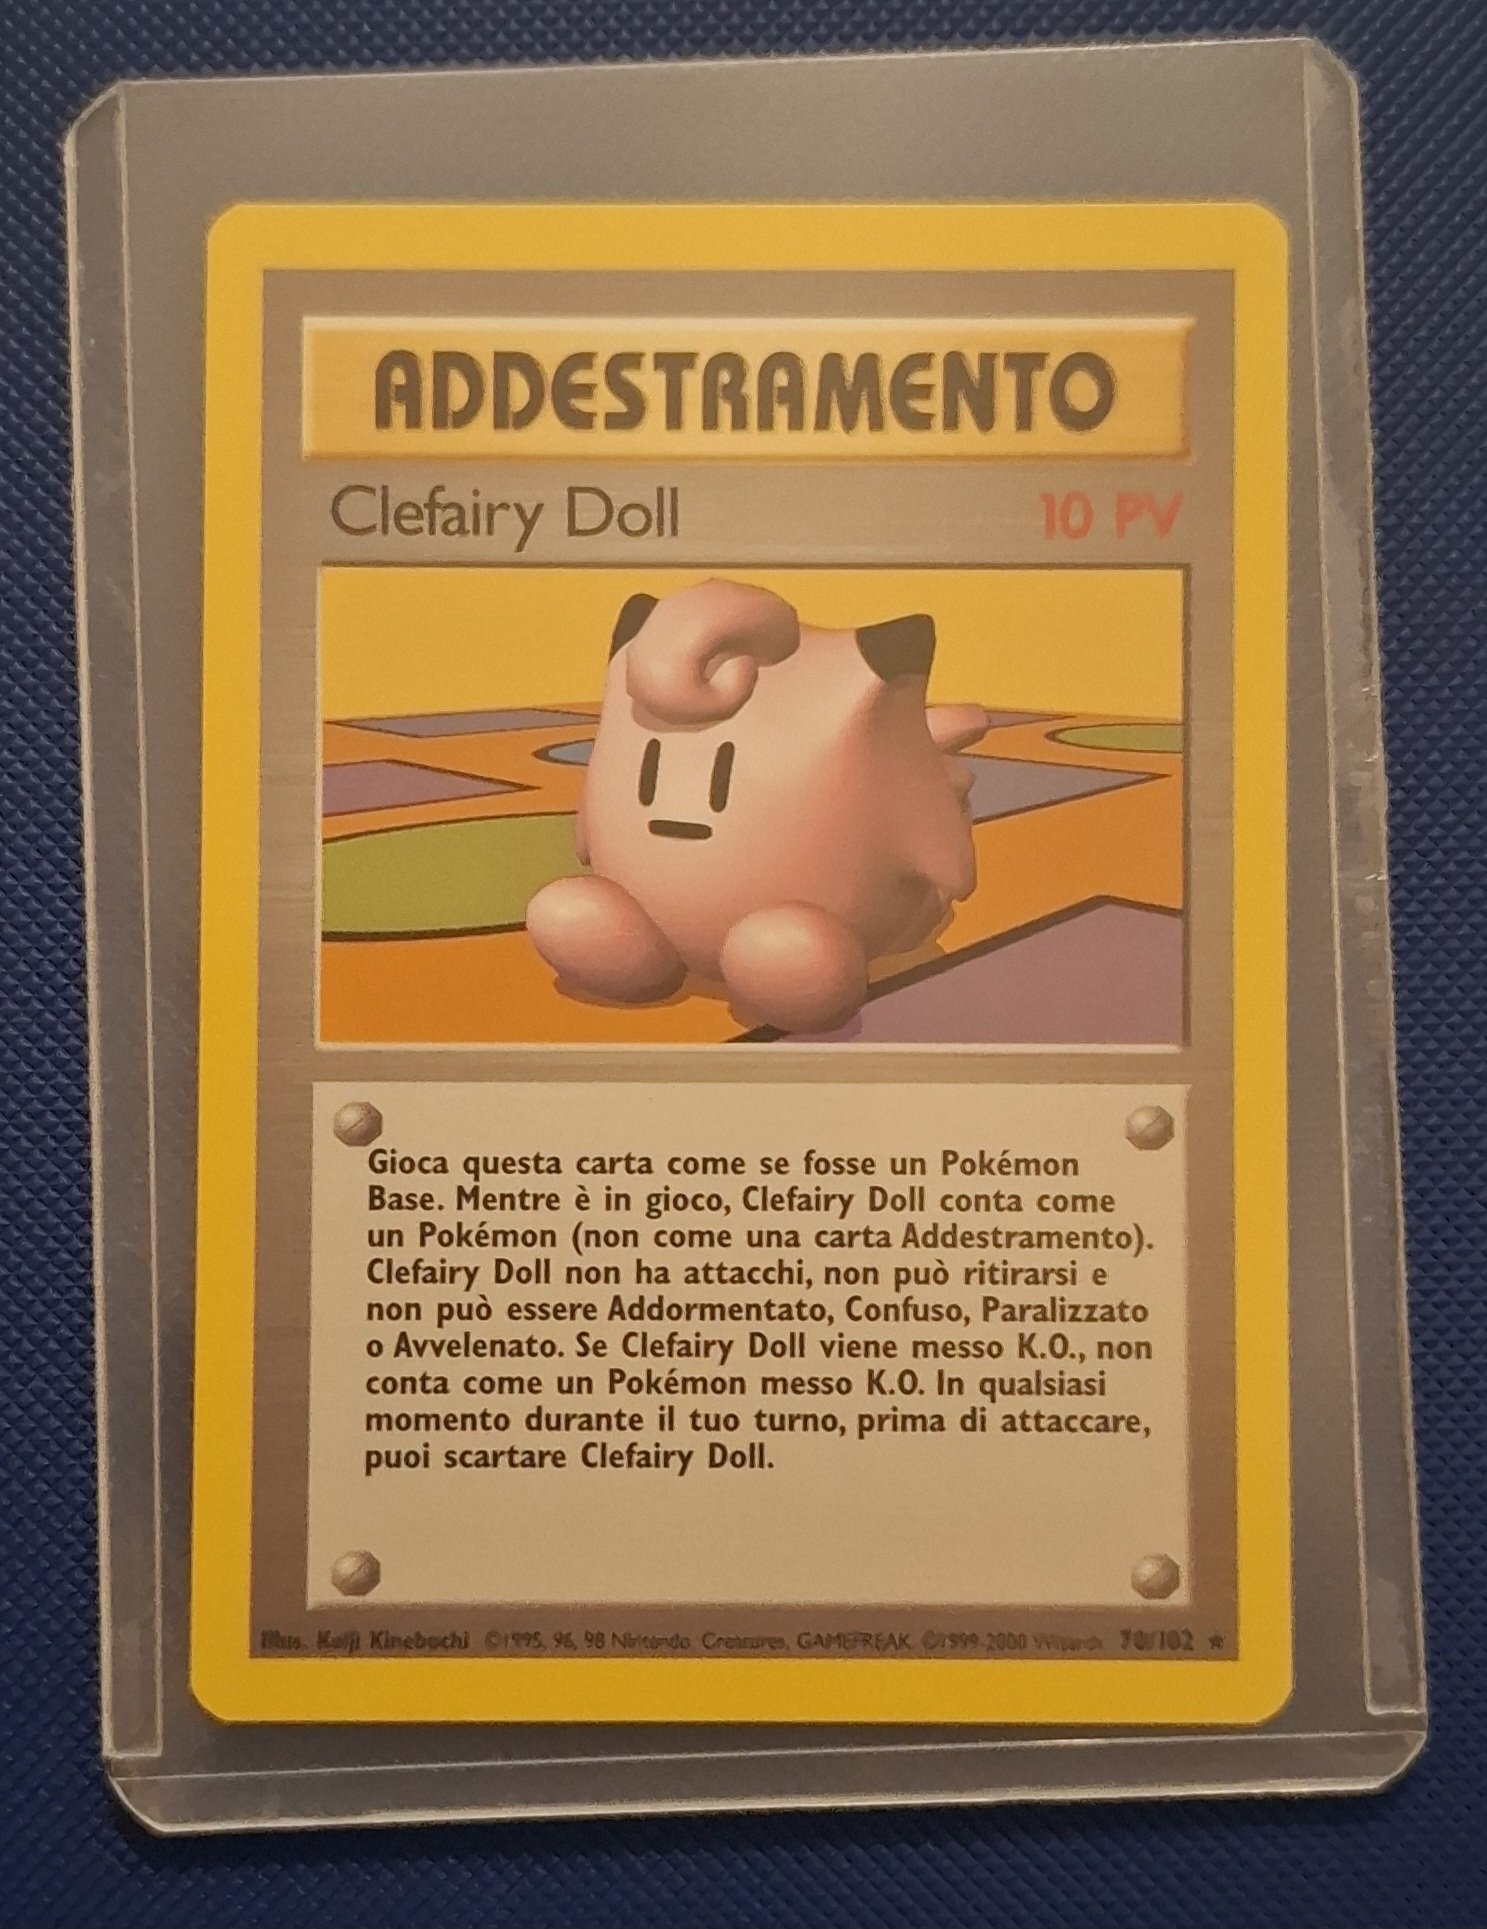 ADDESTRAMENTO
Clefairy Doll 10 PV
Gioca questa carta come se fosse un Pokémon
Base. Mentre è in gioco, Clefairy Doll conta come
un Pokémon (non come una carta Addestramento).
Clefairy Doll non ha attacchi, non può ritirarsi e
non può essere Addormentato, Confuso, Paralizzato
o Avvelenato. Se Clefairy Doll viene messo K.O., non
conta come un Pokémon messo K.O. In qualsiasi
momento durante il tuo turno, prima di attaccare,
puoi scartare Clefairy Doll.
Illus. Keiji Kinebuchi ©1995, 96, 98 Nintendo, Creatures, GAMEFREAK. ©1999-2000 Wizards 70/102 ★